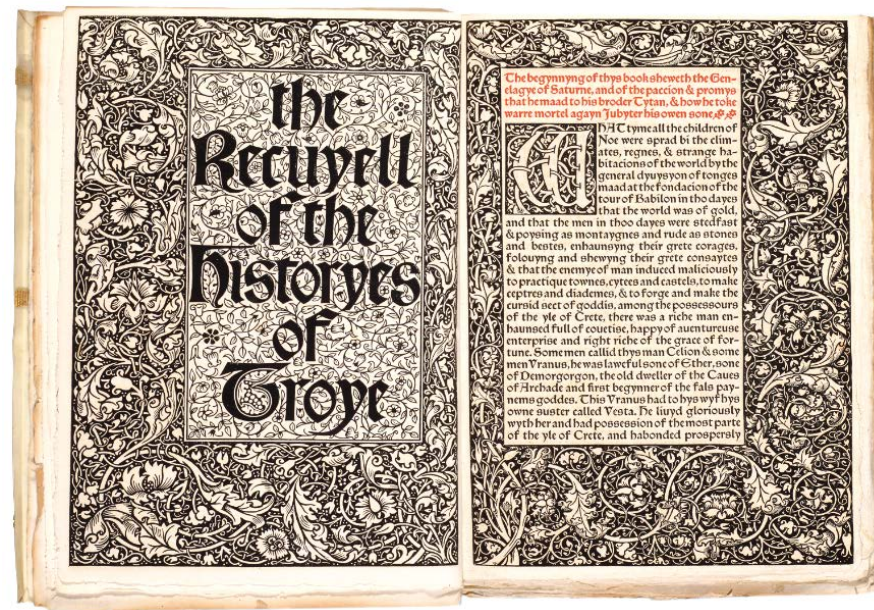 the
Recuyell
of the
Historyes
of
Troye
The begynnyng of thys book sheweth the Gen-
elagye of Saturne, and of the paccion & promys
that he maad to his broder Tytan, & how he toke
warre mortel agayn Jubyter his owen sone
WHAT tyme all the children of
Noe were sprad bi the clim-
ates, regnes, & strange ha-
bitacions of the world by the
general dyuysyon of tonges
maad at the fondacion of the
tour of Babilon in tho dayes
that the world was of gold,
and that the men in thoo dayes were stedfast
& poysing as montaygnes and rude as stones
and bestes, enhaunsyng their grete corages,
folouyng and shewyng their grete consaytes
& that the enemye of man induced maliciously
to practique townes, cytees and castels, to make
ceptres and diademes, & to forge and make the
cursid sect of goddis, among the possessours
of the yle of Crete, there was a riche man en-
haunsed full of couetise, happy of auentureuse
enterprise and right riche of the grace of for-
tune. Some men callid thys man Celion & some
men Vranus, he was laweful sone of Ether, sone
of Demorgorgon, the old dweller of the Caues
of Archade and first begynner of the fals pay-
nems goddes. This Vranus had to hys wyf hys
owne suster called Vesta. He liuyd gloriously
wyth her and had possession of the most parte
of the yle of Crete, and habonded prospersly